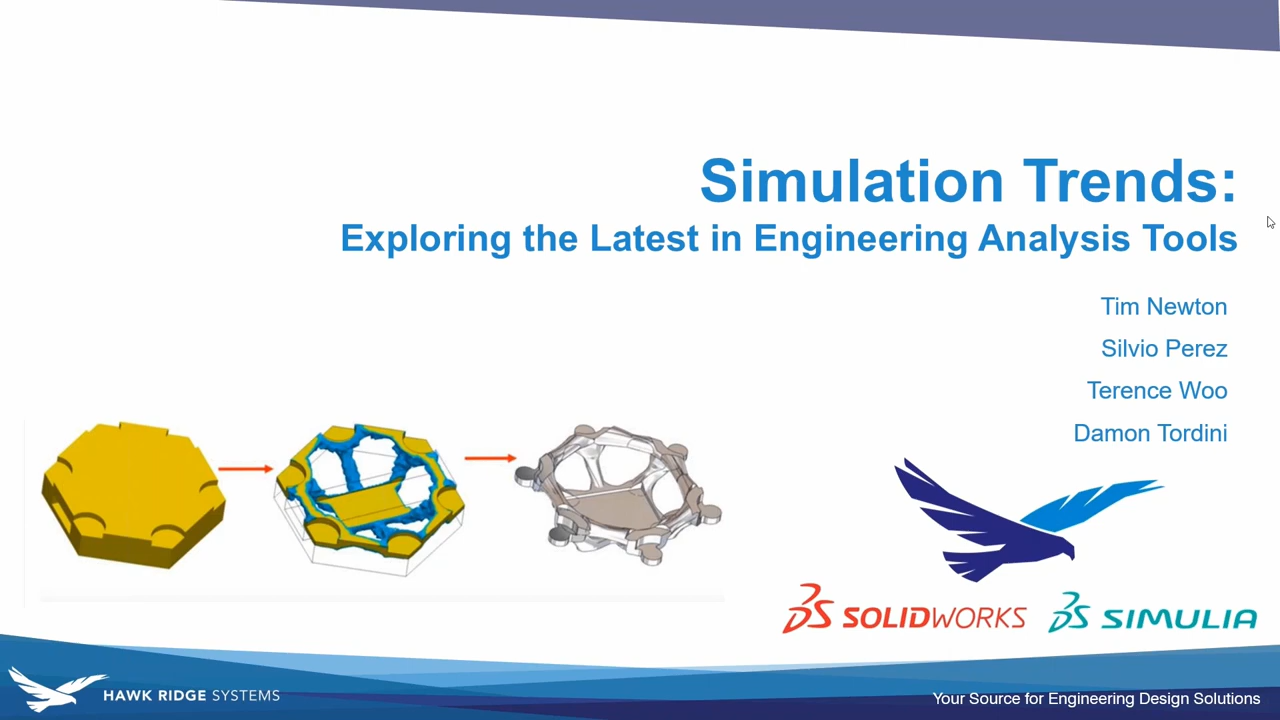 Simulation Trends:
Exploring the Latest in Engineering Analysis Tools
Tim Newton
Silvio Perez
Terence Woo
Damon Tordini
SOLIDWORKS
SIMULIA
HAWK RIDGE SYSTEMS
Your Source for Engineering Design Solutions